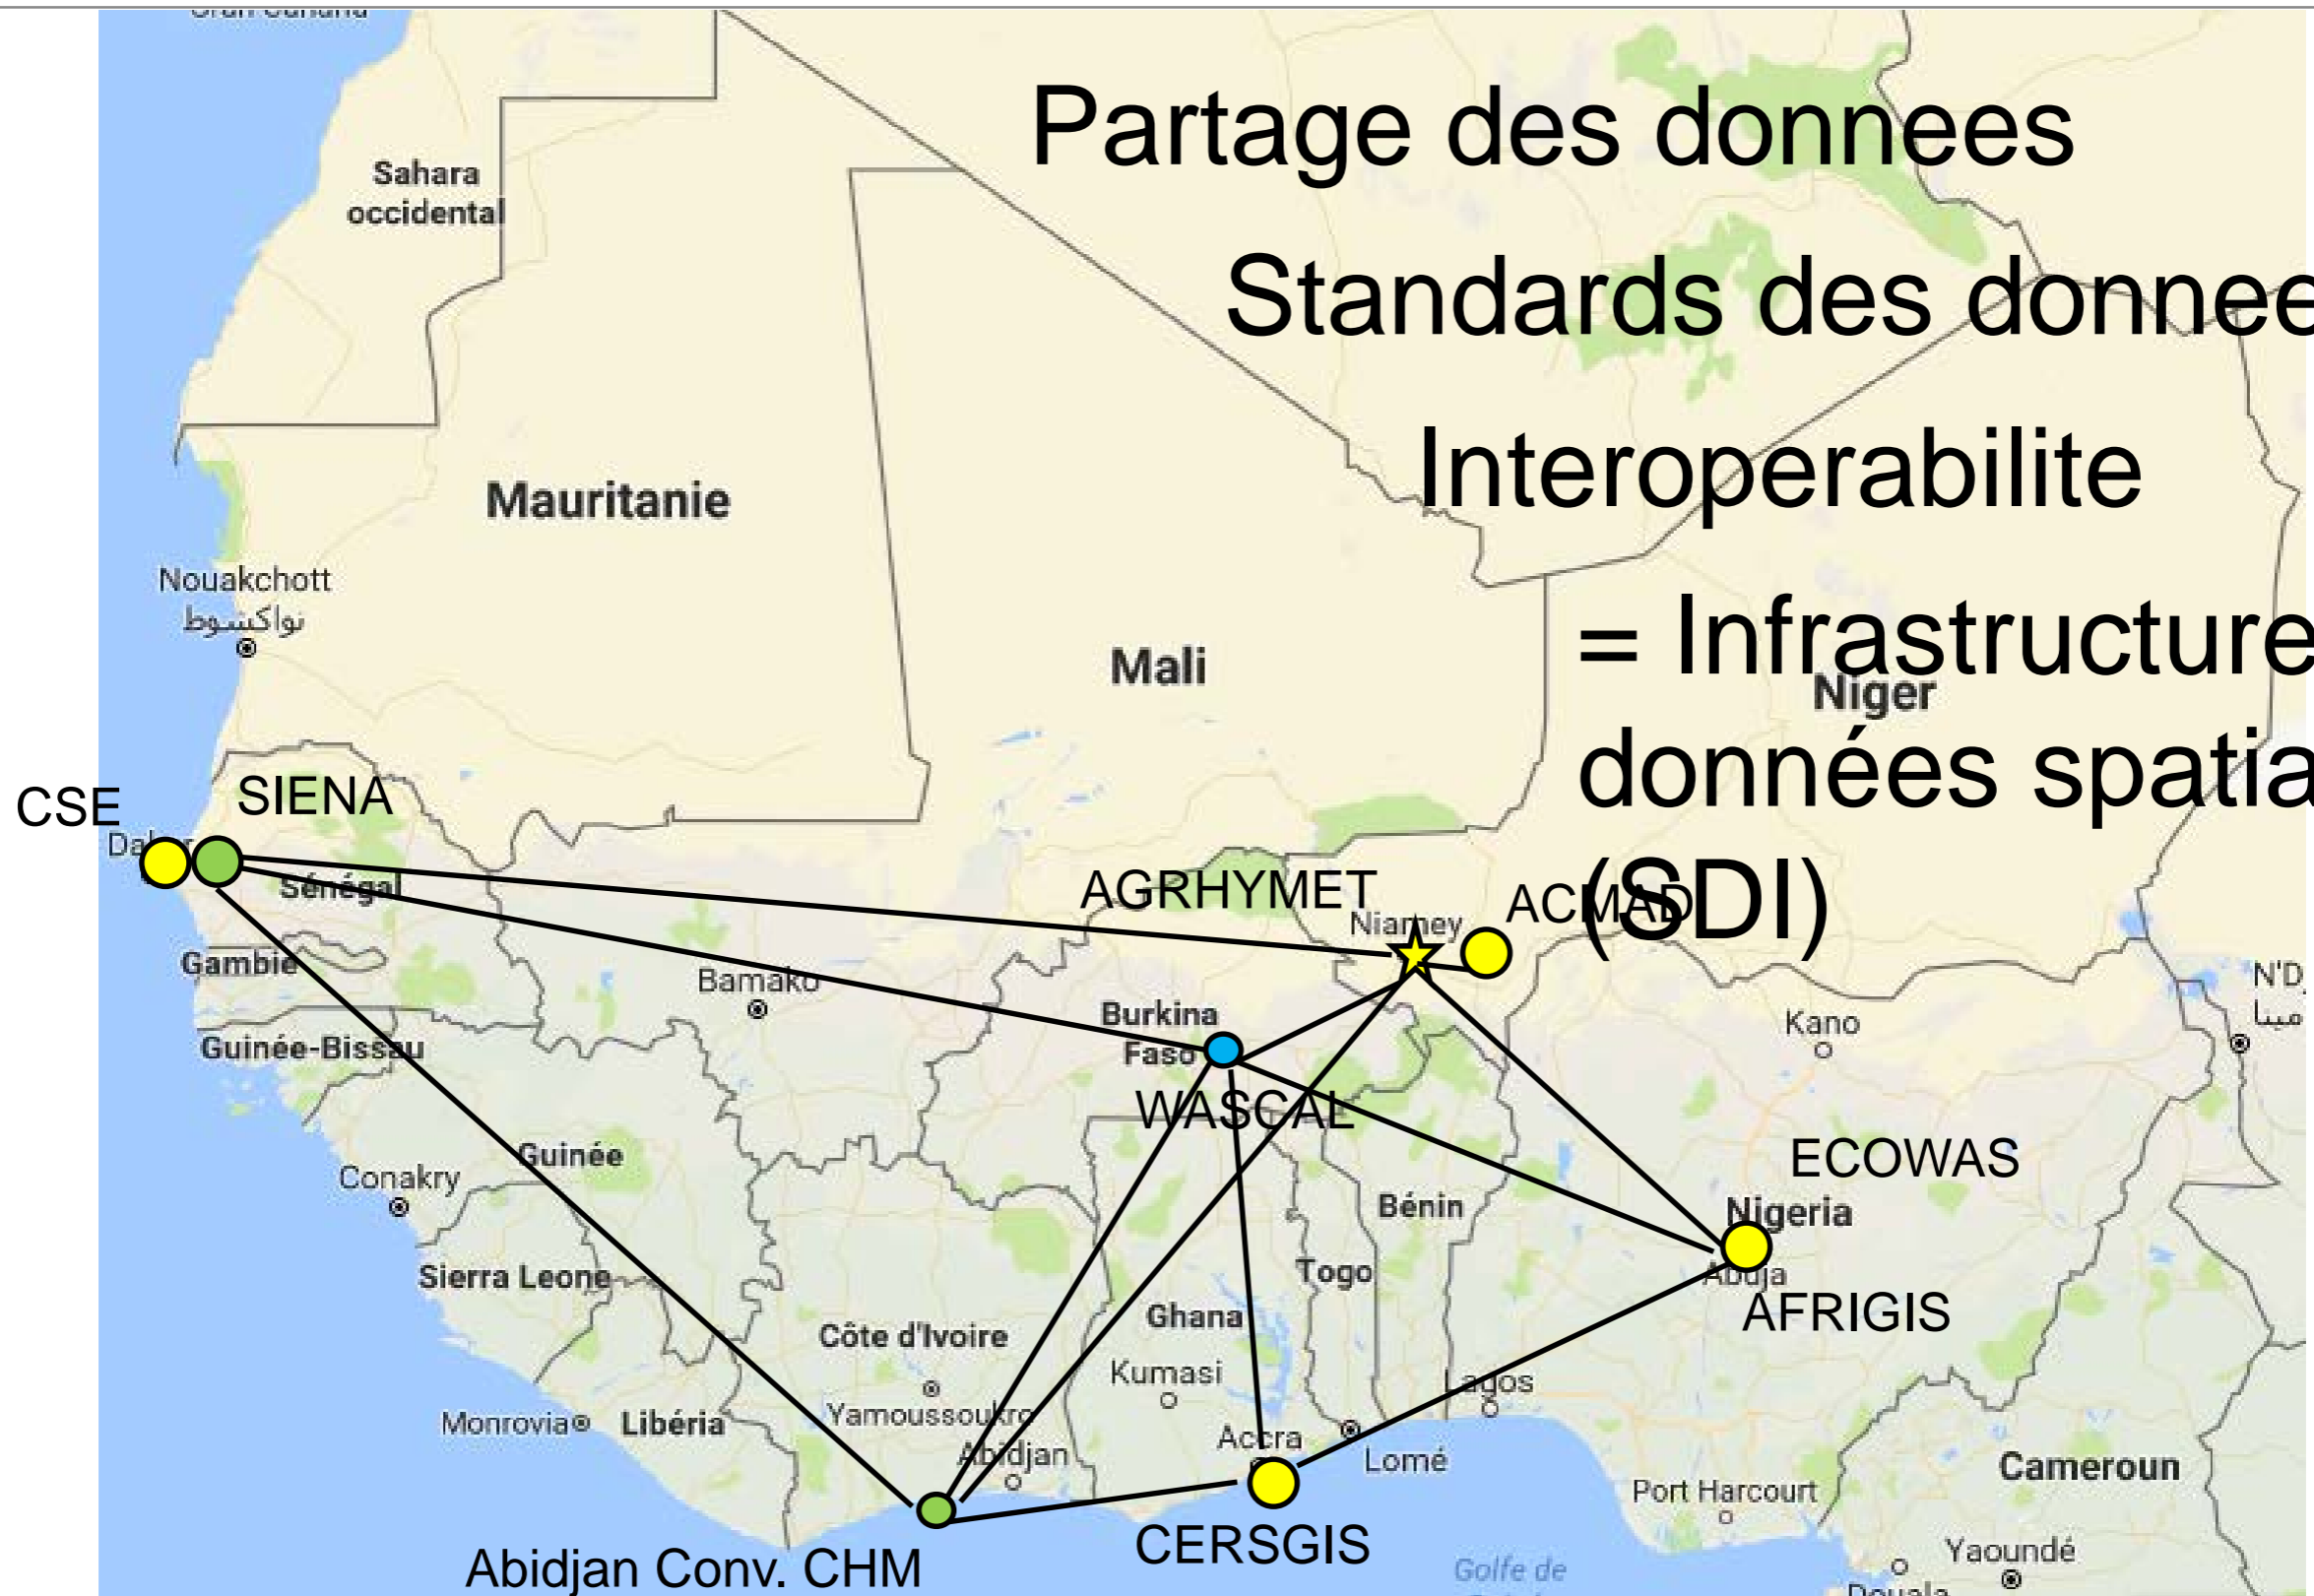 Partage des donnees
Sahara
occidental
Standards des donnee
Interoperabilite
Mauritanie
Nouakchott
نواكشوط
= Infrastructure
Mali
Niger
données spatia
CSE
SIENA
Dakar
Sénégal
AGRHYMET
Niamey
ACMAD
(SDI)
Gambie
Bamako
N'D
Burkina
Faso
Kano
Guinée-Bissau
WASCAL
Guinée
ECOWAS
Conakry
Bénin
Nigeria
Sierra Leone
Togo
Abuja
AFRIGIS
Côte d'Ivoire
Ghana
Kumasi
Lagos
Monrovia
Libéria
Yamoussoukro
Abidjan
Accra
Lomé
Cameroun
Port Harcourt
CERSGIS
Abidjan Conv. CHM
Yaoundé
Golfe de
Douala